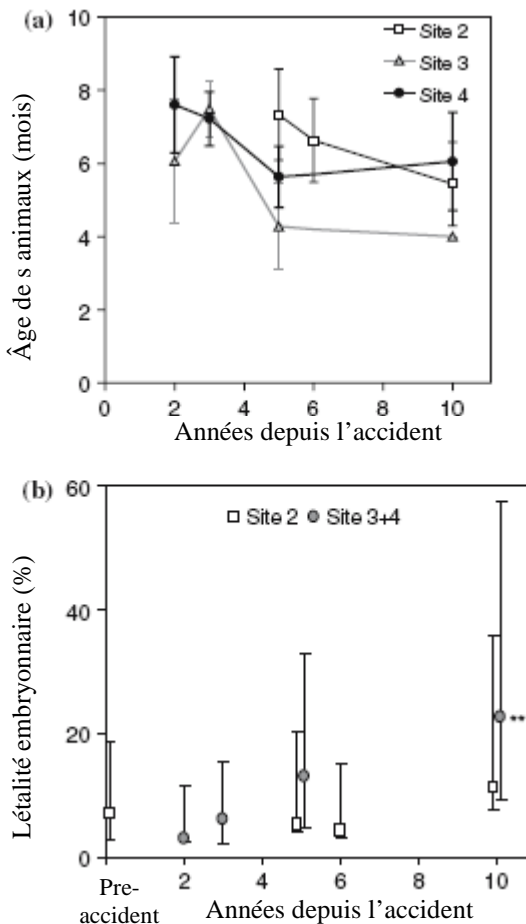 (a)
10
8
6
4
2
0
Âge de s animaux (mois)
Site 2
Site 3
Site 4
0 2 4 6 8 10
Années depuis l’accident
(b)
60
40
20
0
Létalité embryonnaire (%)
Site 2 Site 3+4
**
Pre-
accident
2 4 6 8 10
Années depuis l’accident